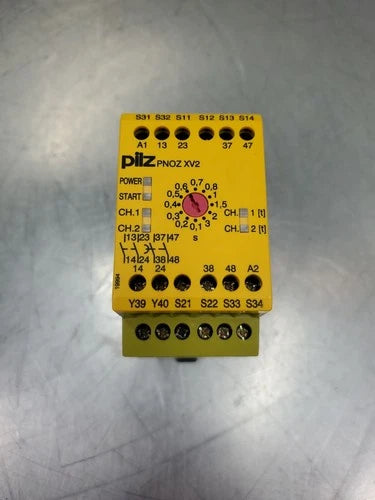 S31 S32 S11 S12 S13 S14
A1 13 23 37 47
pilz PNOZ XV2
POWER
START
CH.1
CH.2
0,7
0,6 0,8
0,5 1
0,4 1,5
0,3 2
0,2 3
0,1
s
CH. 1 [t]
CH. 2 [t]
13 23 37 47
14 24 38 48
19994
14 24 38 48 A2
Y39 Y40 S21 S22 S33 S34